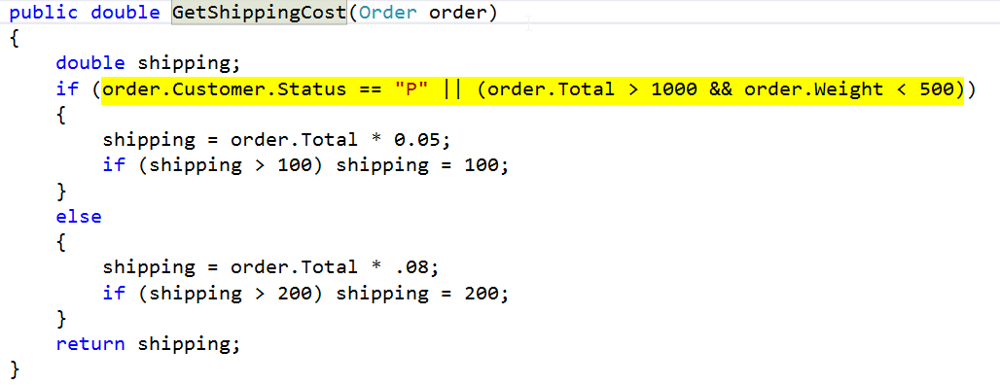 public double GetShippingCost(Order order)
{
    double shipping;
    if (order.Customer.Status == "P" || (order.Total > 1000 && order.Weight < 500))
    {
        shipping = order.Total * 0.05;
        if (shipping > 100) shipping = 100;
    }
    else
    {
        shipping = order.Total * .08;
        if (shipping > 200) shipping = 200;
    }
    return shipping;
}